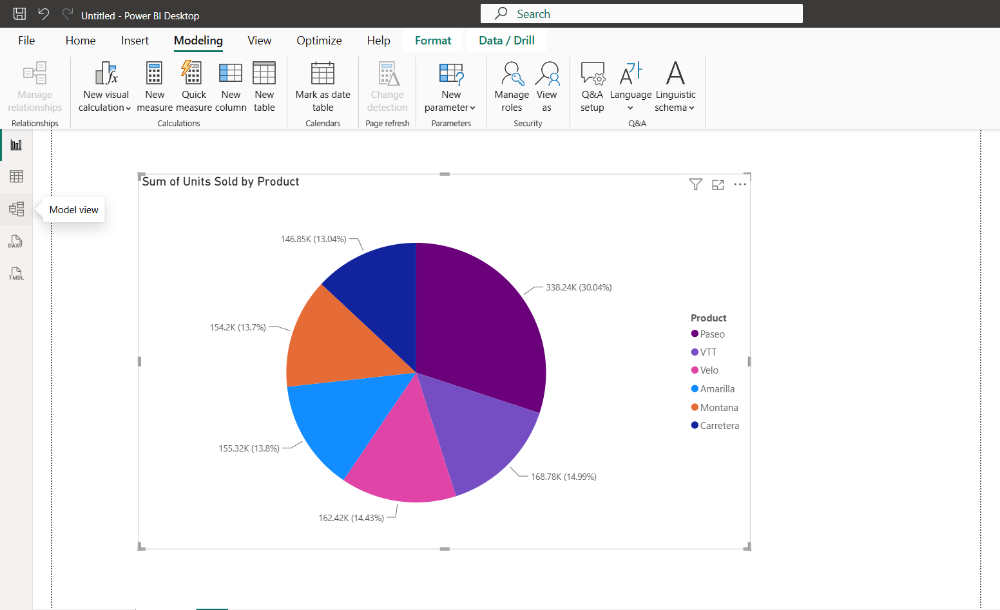 Untitled - Power BI Desktop
Search
File Home Insert Modeling View Optimize Help Format Data / Drill
Manage relationships
New visual calculation
New measure
Quick measure
New column
New table
Mark as date table
Change detection
New parameter
Manage roles
View as
Q&A setup
Language
Linguistic schema
Relationships
Calculations
Calendars
Page refresh
Parameters
Security
Q&A
Model view
DAX
TMDL
Sum of Units Sold by Product
146.85K (13.04%)
338.24K (30.04%)
154.2K (13.7%)
155.32K (13.8%)
168.78K (14.99%)
162.42K (14.43%)
Product
Paseo
VTT
Velo
Amarilla
Montana
Carretera